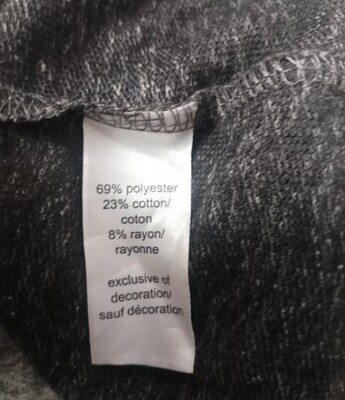 69% polyester
23% cotton/
coton
8% rayon/
rayonne
exclusive of
decoration/
sauf décoration